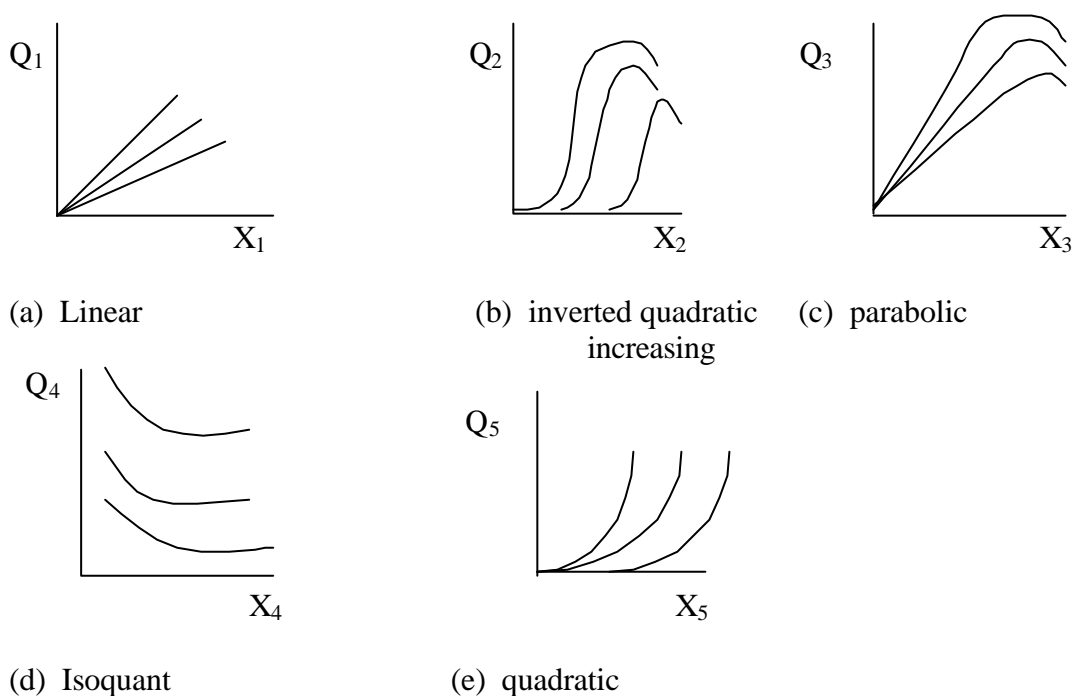 Q₁
X₁
(a) Linear
Q₂
X₂
(b) inverted quadratic
increasing
Q₃
X₃
(c) parabolic
Q₄
X₄
(d) Isoquant
Q₅
X₅
(e) quadratic